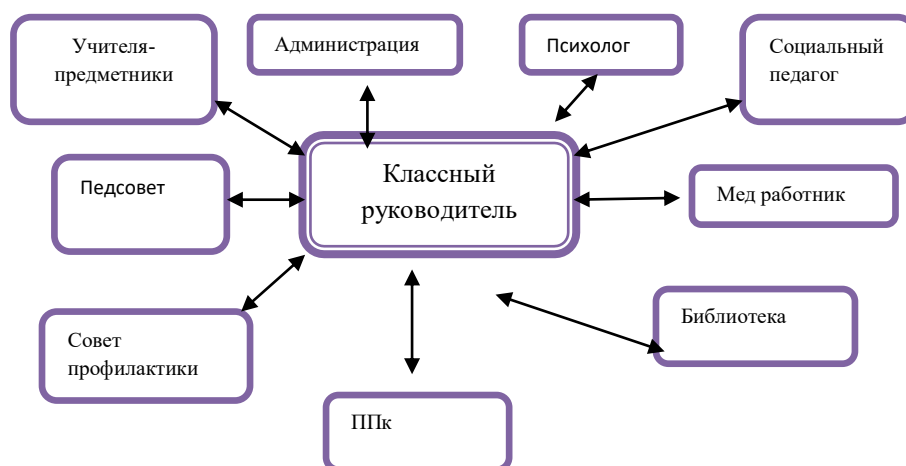 Учителя-
предметники
Администрация
Психолог
Социальный
педагог
Классный
руководитель
Педсовет
Мед работник
Библиотека
Совет
профилактики
ППк